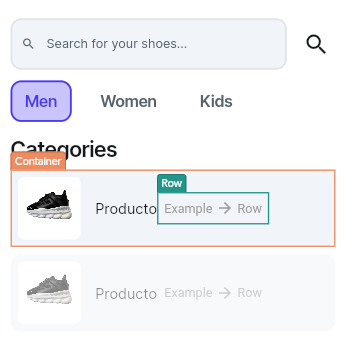 Search for your shoes...
Men Women Kids
Categories
Container
Row
Producto Example → Row
Producto Example → Row